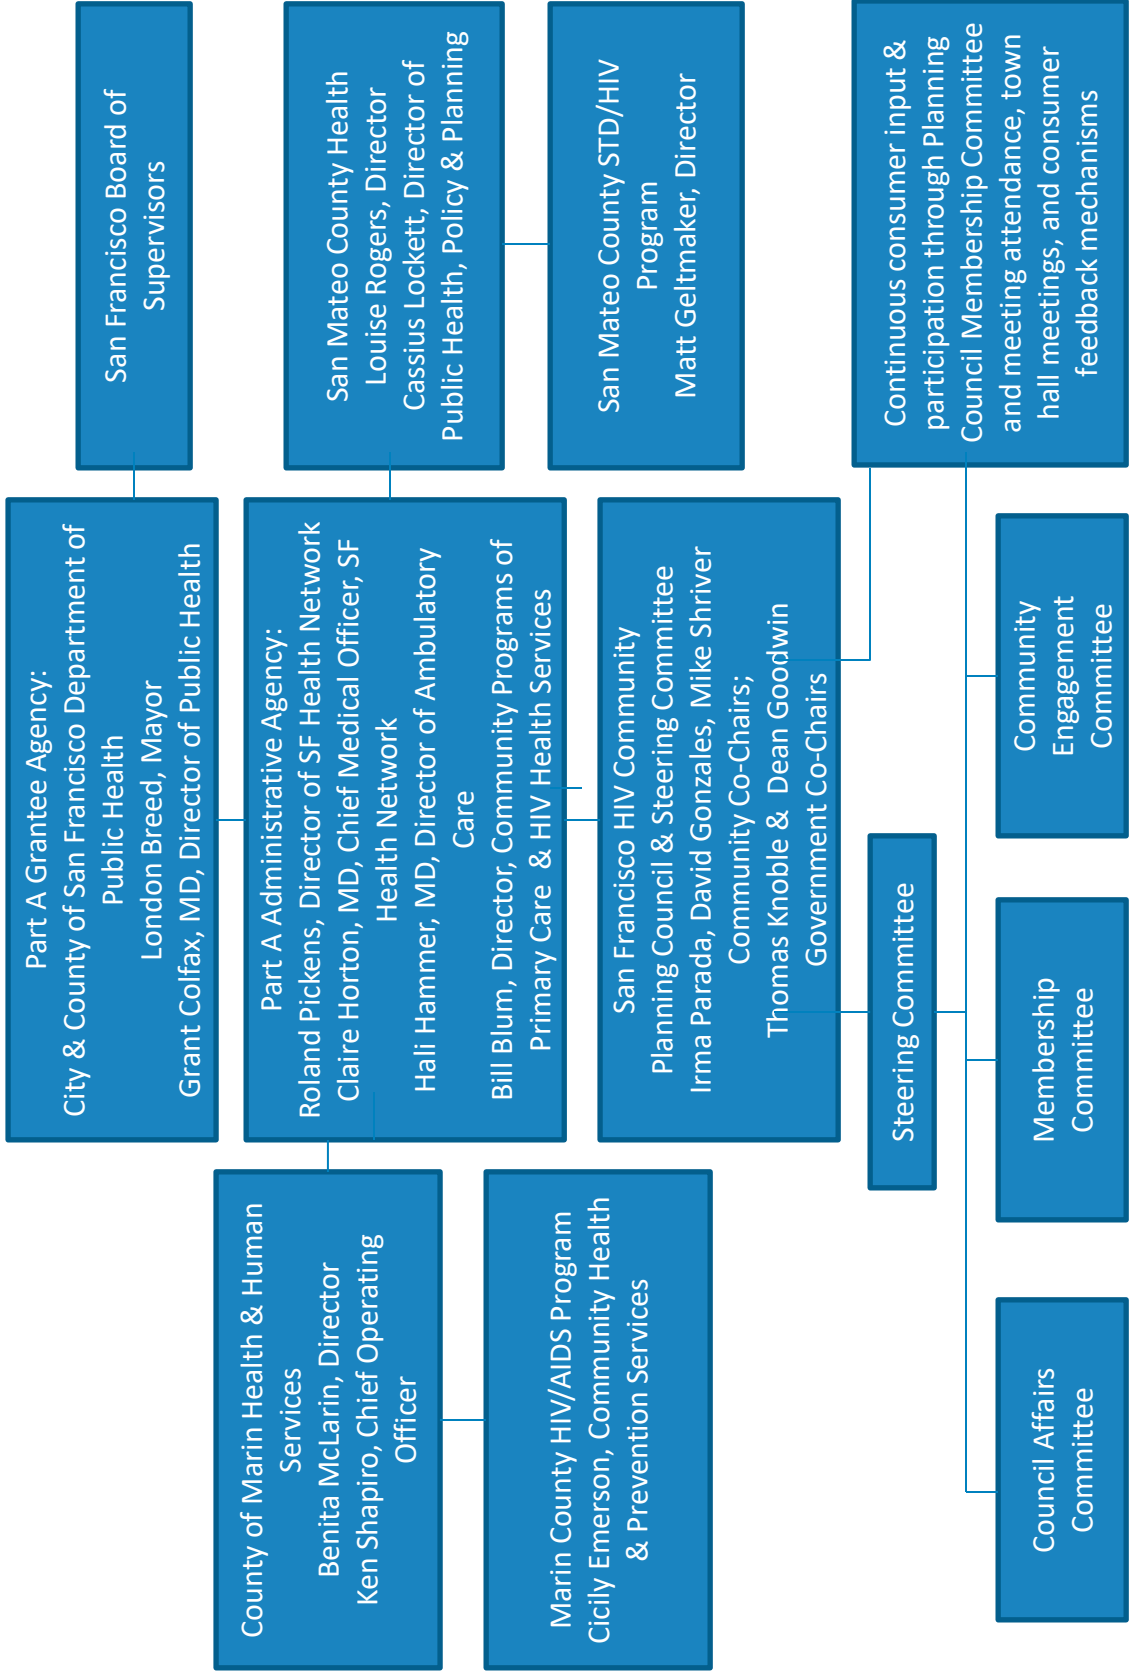 Part A Grantee Agency:
City & County of San Francisco Department of
Public Health
London Breed, Mayor
Grant Colfax, MD, Director of Public Health
San Francisco Board of
Supervisors
County of Marin Health & Human
Services
Benita McLarin, Director
Ken Shapiro, Chief Operating
Officer
Part A Administrative Agency:
Roland Pickens, Director of SF Health Network
Claire Horton, MD, Chief Medical Officer, SF
Health Network
Hali Hammer, MD, Director of Ambulatory
Care
Bill Blum, Director, Community Programs of
Primary Care & HIV Health Services
San Mateo County Health
Louise Rogers, Director
Cassius Lockett, Director of
Public Health, Policy & Planning
Marin County HIV/AIDS Program
Cicily Emerson, Community Health
& Prevention Services
San Mateo County STD/HIV
Program
Matt Geltmaker, Director
San Francisco HIV Community
Planning Council & Steering Committee
Irma Parada, David Gonzales, Mike Shriver
Community Co-Chairs;
Thomas Knoble & Dean Goodwin
Government Co-Chairs
Steering Committee
Continuous consumer input &
participation through Planning
Council Membership Committee
and meeting attendance, town
hall meetings, and consumer
feedback mechanisms
Council Affairs
Committee
Membership
Committee
Community
Engagement
Committee